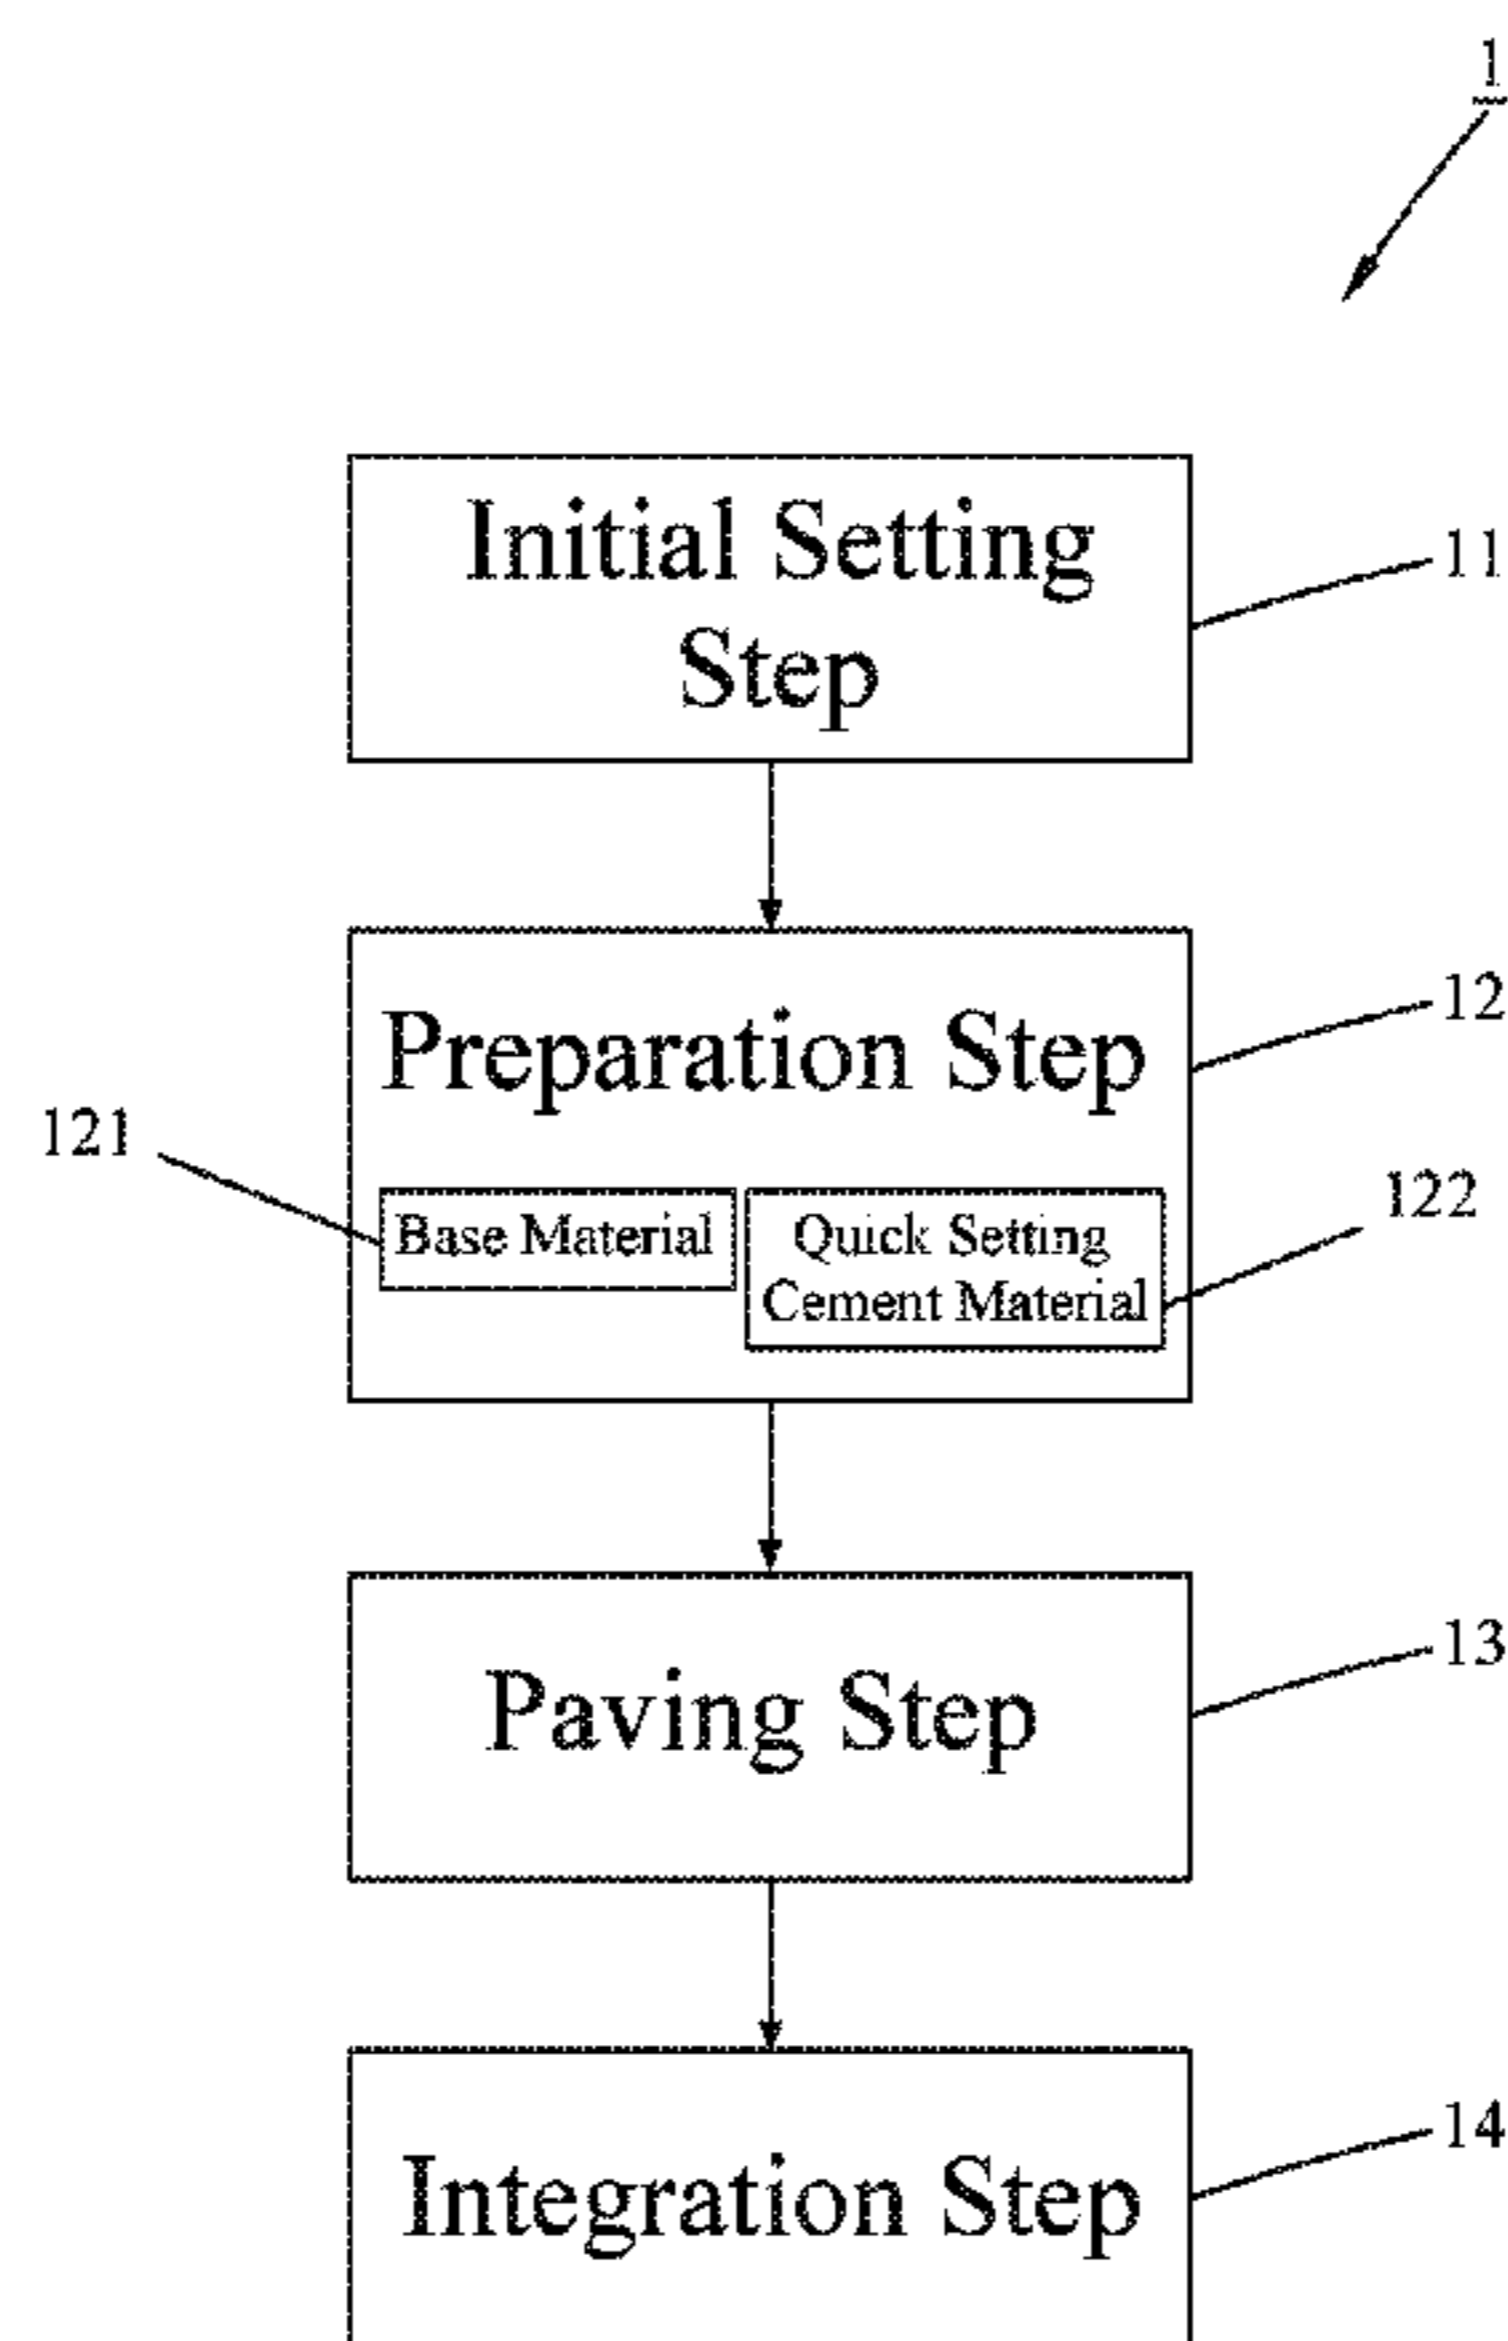 1
Initial Setting
Step
11
Preparation Step
12
121
Base Material
Quick Setting
Cement Material
122
Paving Step
13
Integration Step
14